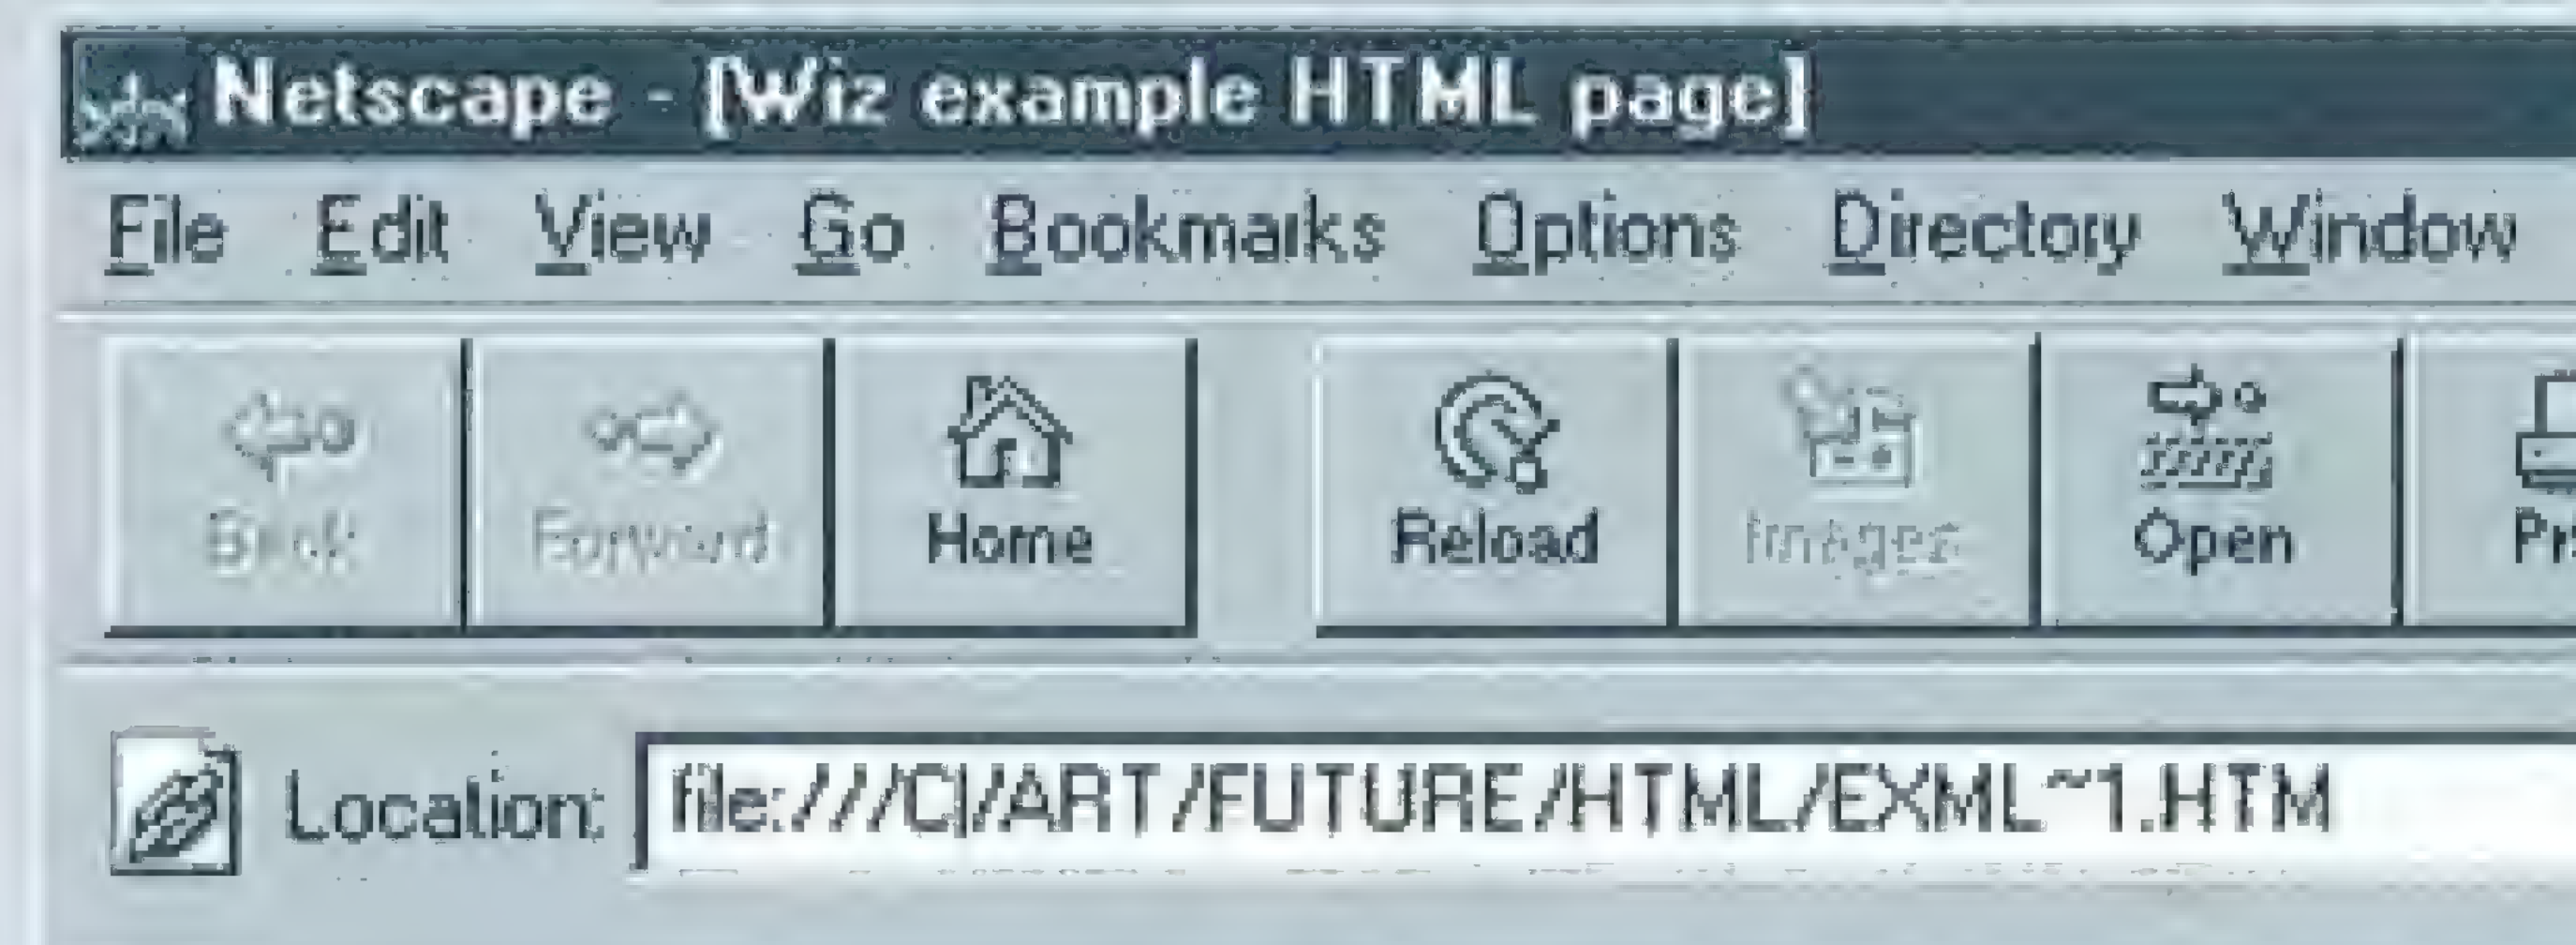 Netscape - [Wiz example HTML page]
File Edit View Go Bookmarks Options Directory Window
Back Forward Home Reload Images Open
Location: file:///C|/ART/FUTURE/HTML/EXML~1.HTM